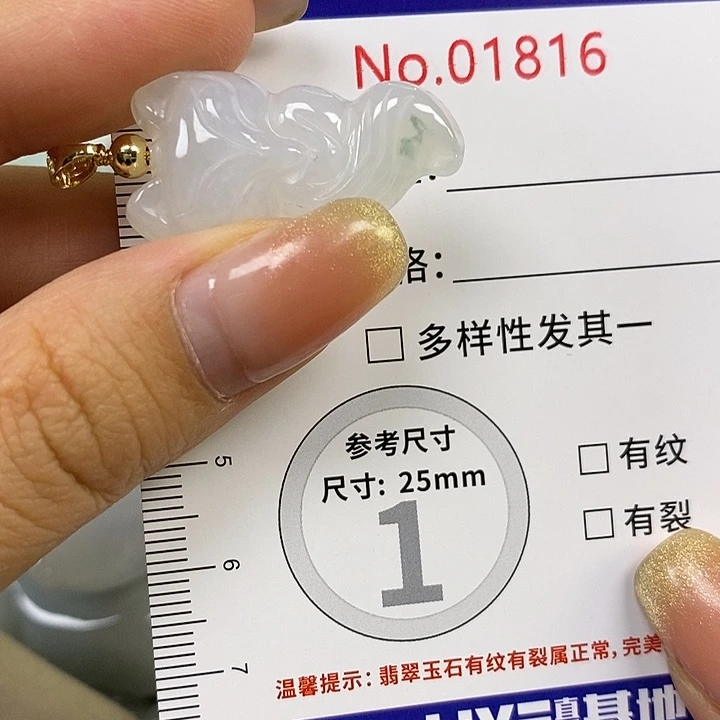 No.01816
格:
□ 多样性发其一
参考尺寸
尺寸: 25mm
1
□ 有纹
□ 有裂
5
6
7
温馨提示: 翡翠玉石有纹有裂属正常, 完美
基地